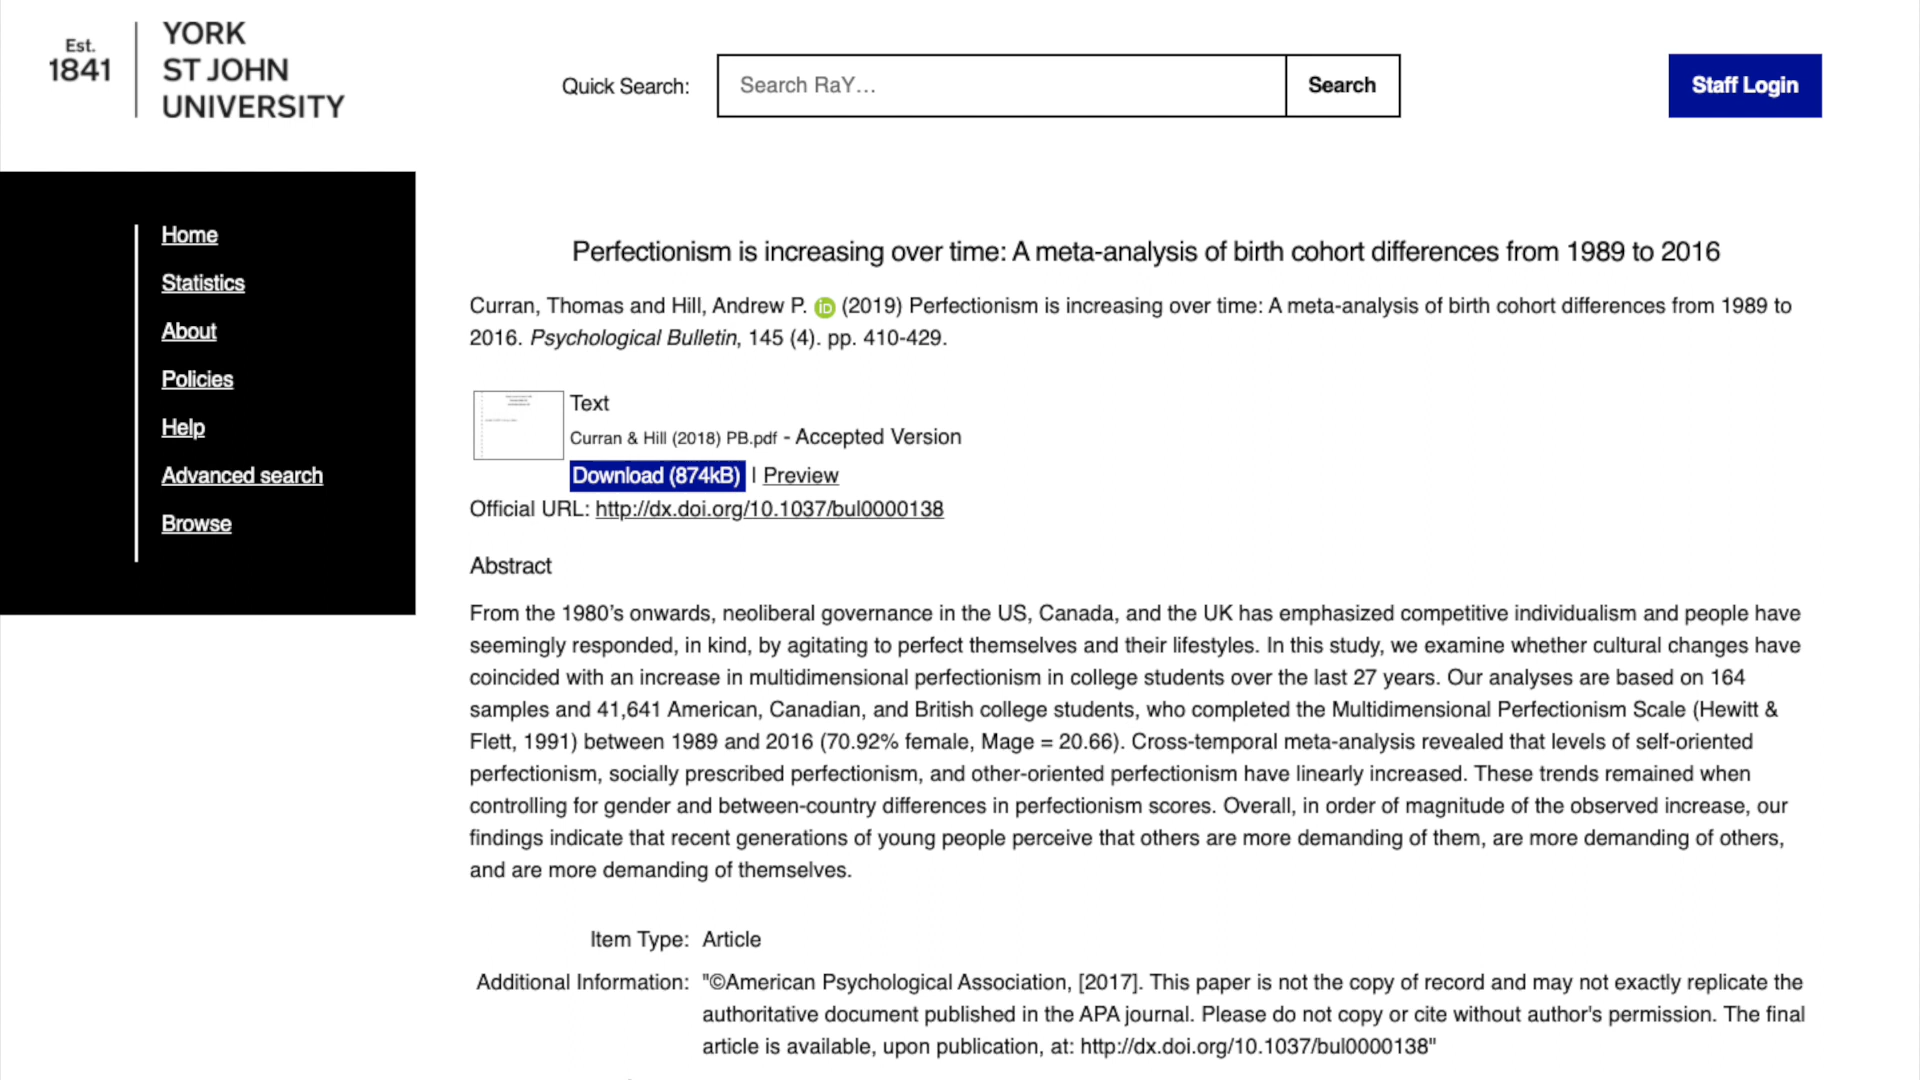 Est.
1841
YORK
ST JOHN
UNIVERSITY
Quick Search:
Search RaY...
Search
Staff Login
Home
Statistics
About
Policies
Help
Advanced search
Browse
Perfectionism is increasing over time: A meta-analysis of birth cohort differences from 1989 to 2016
Curran, Thomas and Hill, Andrew P. iD (2019) Perfectionism is increasing over time: A meta-analysis of birth cohort differences from 1989 to
2016. Psychological Bulletin, 145 (4). pp. 410-429.
Text
Curran & Hill (2018) PB.pdf - Accepted Version
Download (874kB) | Preview
Official URL: http://dx.doi.org/10.1037/bul0000138
Abstract
From the 1980’s onwards, neoliberal governance in the US, Canada, and the UK has emphasized competitive individualism and people have
seemingly responded, in kind, by agitating to perfect themselves and their lifestyles. In this study, we examine whether cultural changes have
coincided with an increase in multidimensional perfectionism in college students over the last 27 years. Our analyses are based on 164
samples and 41,641 American, Canadian, and British college students, who completed the Multidimensional Perfectionism Scale (Hewitt &
Flett, 1991) between 1989 and 2016 (70.92% female, Mage = 20.66). Cross-temporal meta-analysis revealed that levels of self-oriented
perfectionism, socially prescribed perfectionism, and other-oriented perfectionism have linearly increased. These trends remained when
controlling for gender and between-country differences in perfectionism scores. Overall, in order of magnitude of the observed increase, our
findings indicate that recent generations of young people perceive that others are more demanding of them, are more demanding of others,
and are more demanding of themselves.
Item Type: Article
Additional Information: "©American Psychological Association, [2017]. This paper is not the copy of record and may not exactly replicate the
authoritative document published in the APA journal. Please do not copy or cite without author's permission. The final
article is available, upon publication, at: http://dx.doi.org/10.1037/bul0000138"